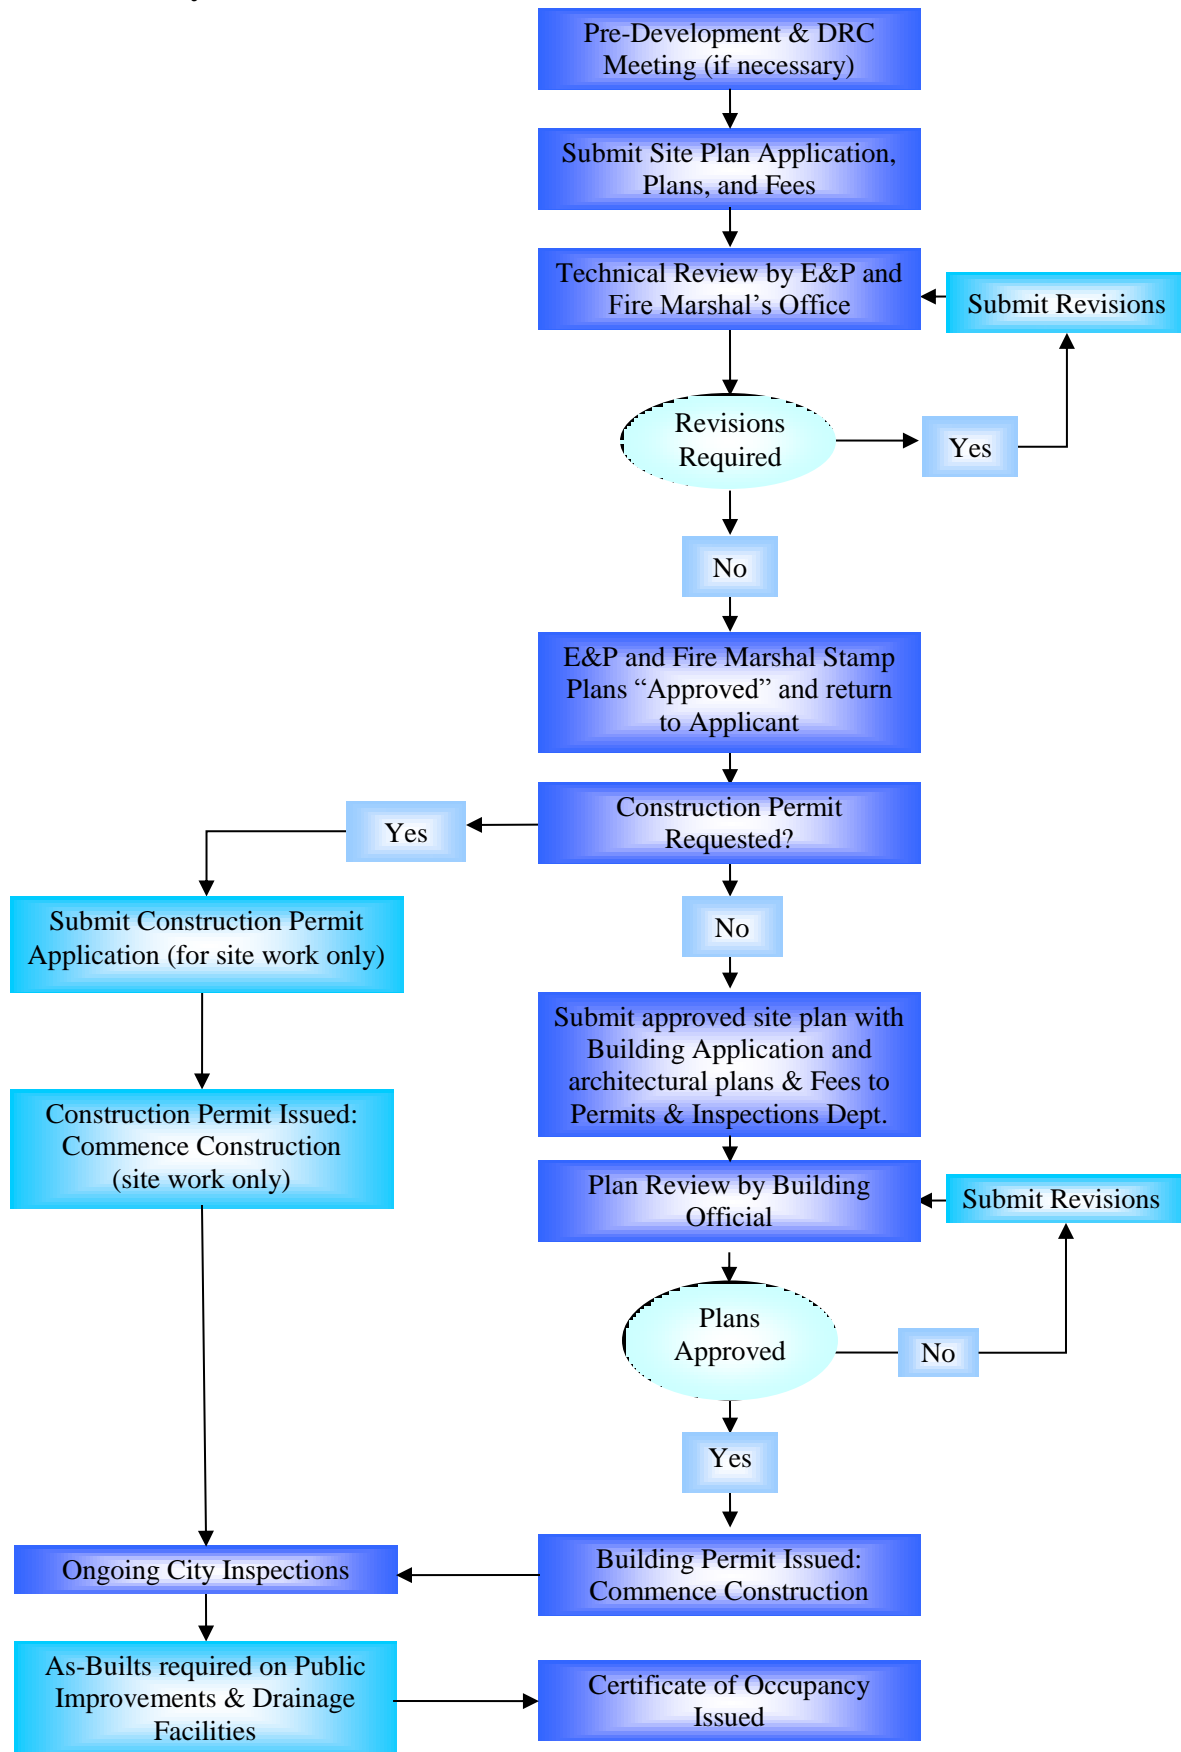 Pre-Development & DRC
Meeting (if necessary)
Submit Site Plan Application,
Plans, and Fees
Technical Review by E&P and
Fire Marshal’s Office
Submit Revisions
Revisions
Required
Yes
No
E&P and Fire Marshal Stamp
Plans “Approved” and return
to Applicant
Construction Permit
Requested?
Yes
Submit Construction Permit
Application (for site work only)
No
Submit approved site plan with
Building Application and
architectural plans & Fees to
Permits & Inspections Dept.
Construction Permit Issued:
Commence Construction
(site work only)
Plan Review by Building
Official
Submit Revisions
Plans
Approved
No
Yes
Ongoing City Inspections
Building Permit Issued:
Commence Construction
As-Builts required on Public
Improvements & Drainage
Facilities
Certificate of Occupancy
Issued